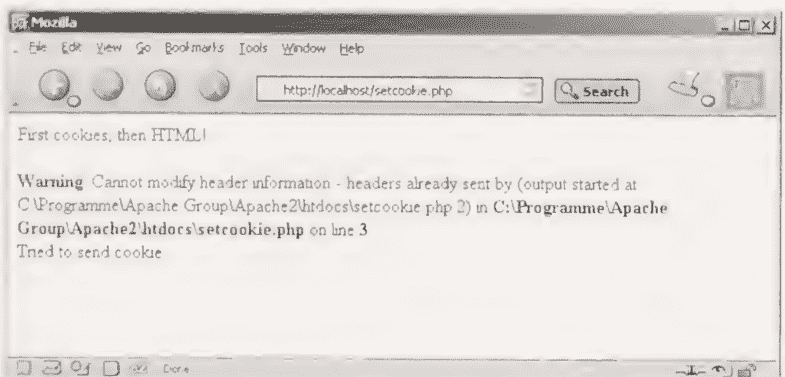 Mozilla
File Edit View Go Bookmarks Tools Window Help
http://localhost/setcookie.php Search
First cookies, then HTML!
Warning Cannot modify header information - headers already sent by (output started at
C \Programme\Apache Group\Apache2\htdocs\setcookie php 2) in C:\Programme\Apache
Group\Apache2\htdocs\setcookie.php on line 3
Tried to send cookie
Done